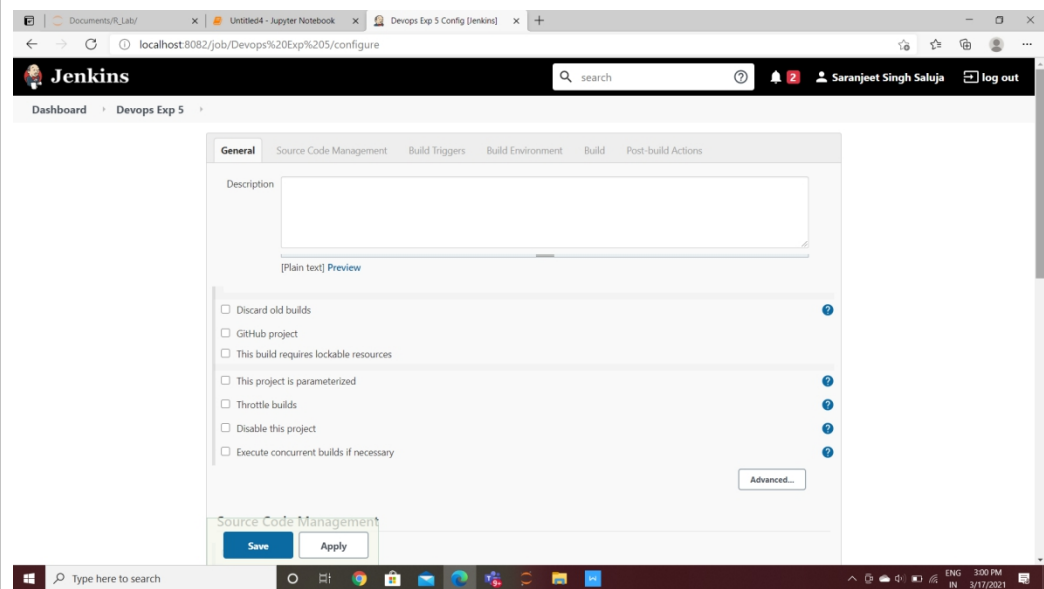 Documents/R_Lab/
Untitled4 - Jupyter Notebook
Devops Exp 5 Config [Jenkins]
localhost:8082/job/Devops%20Exp%205/configure
Jenkins
search
2
Saranjeet Singh Saluja
log out
Dashboard
Devops Exp 5
General
Source Code Management
Build Triggers
Build Environment
Build
Post-build Actions
Description
[Plain text] Preview
Discard old builds
GitHub project
This build requires lockable resources
This project is parameterized
Throttle builds
Disable this project
Execute concurrent builds if necessary
Advanced...
Source Code Management
Save
Apply
Type here to search
ENG
IN
3:00 PM
3/17/2021